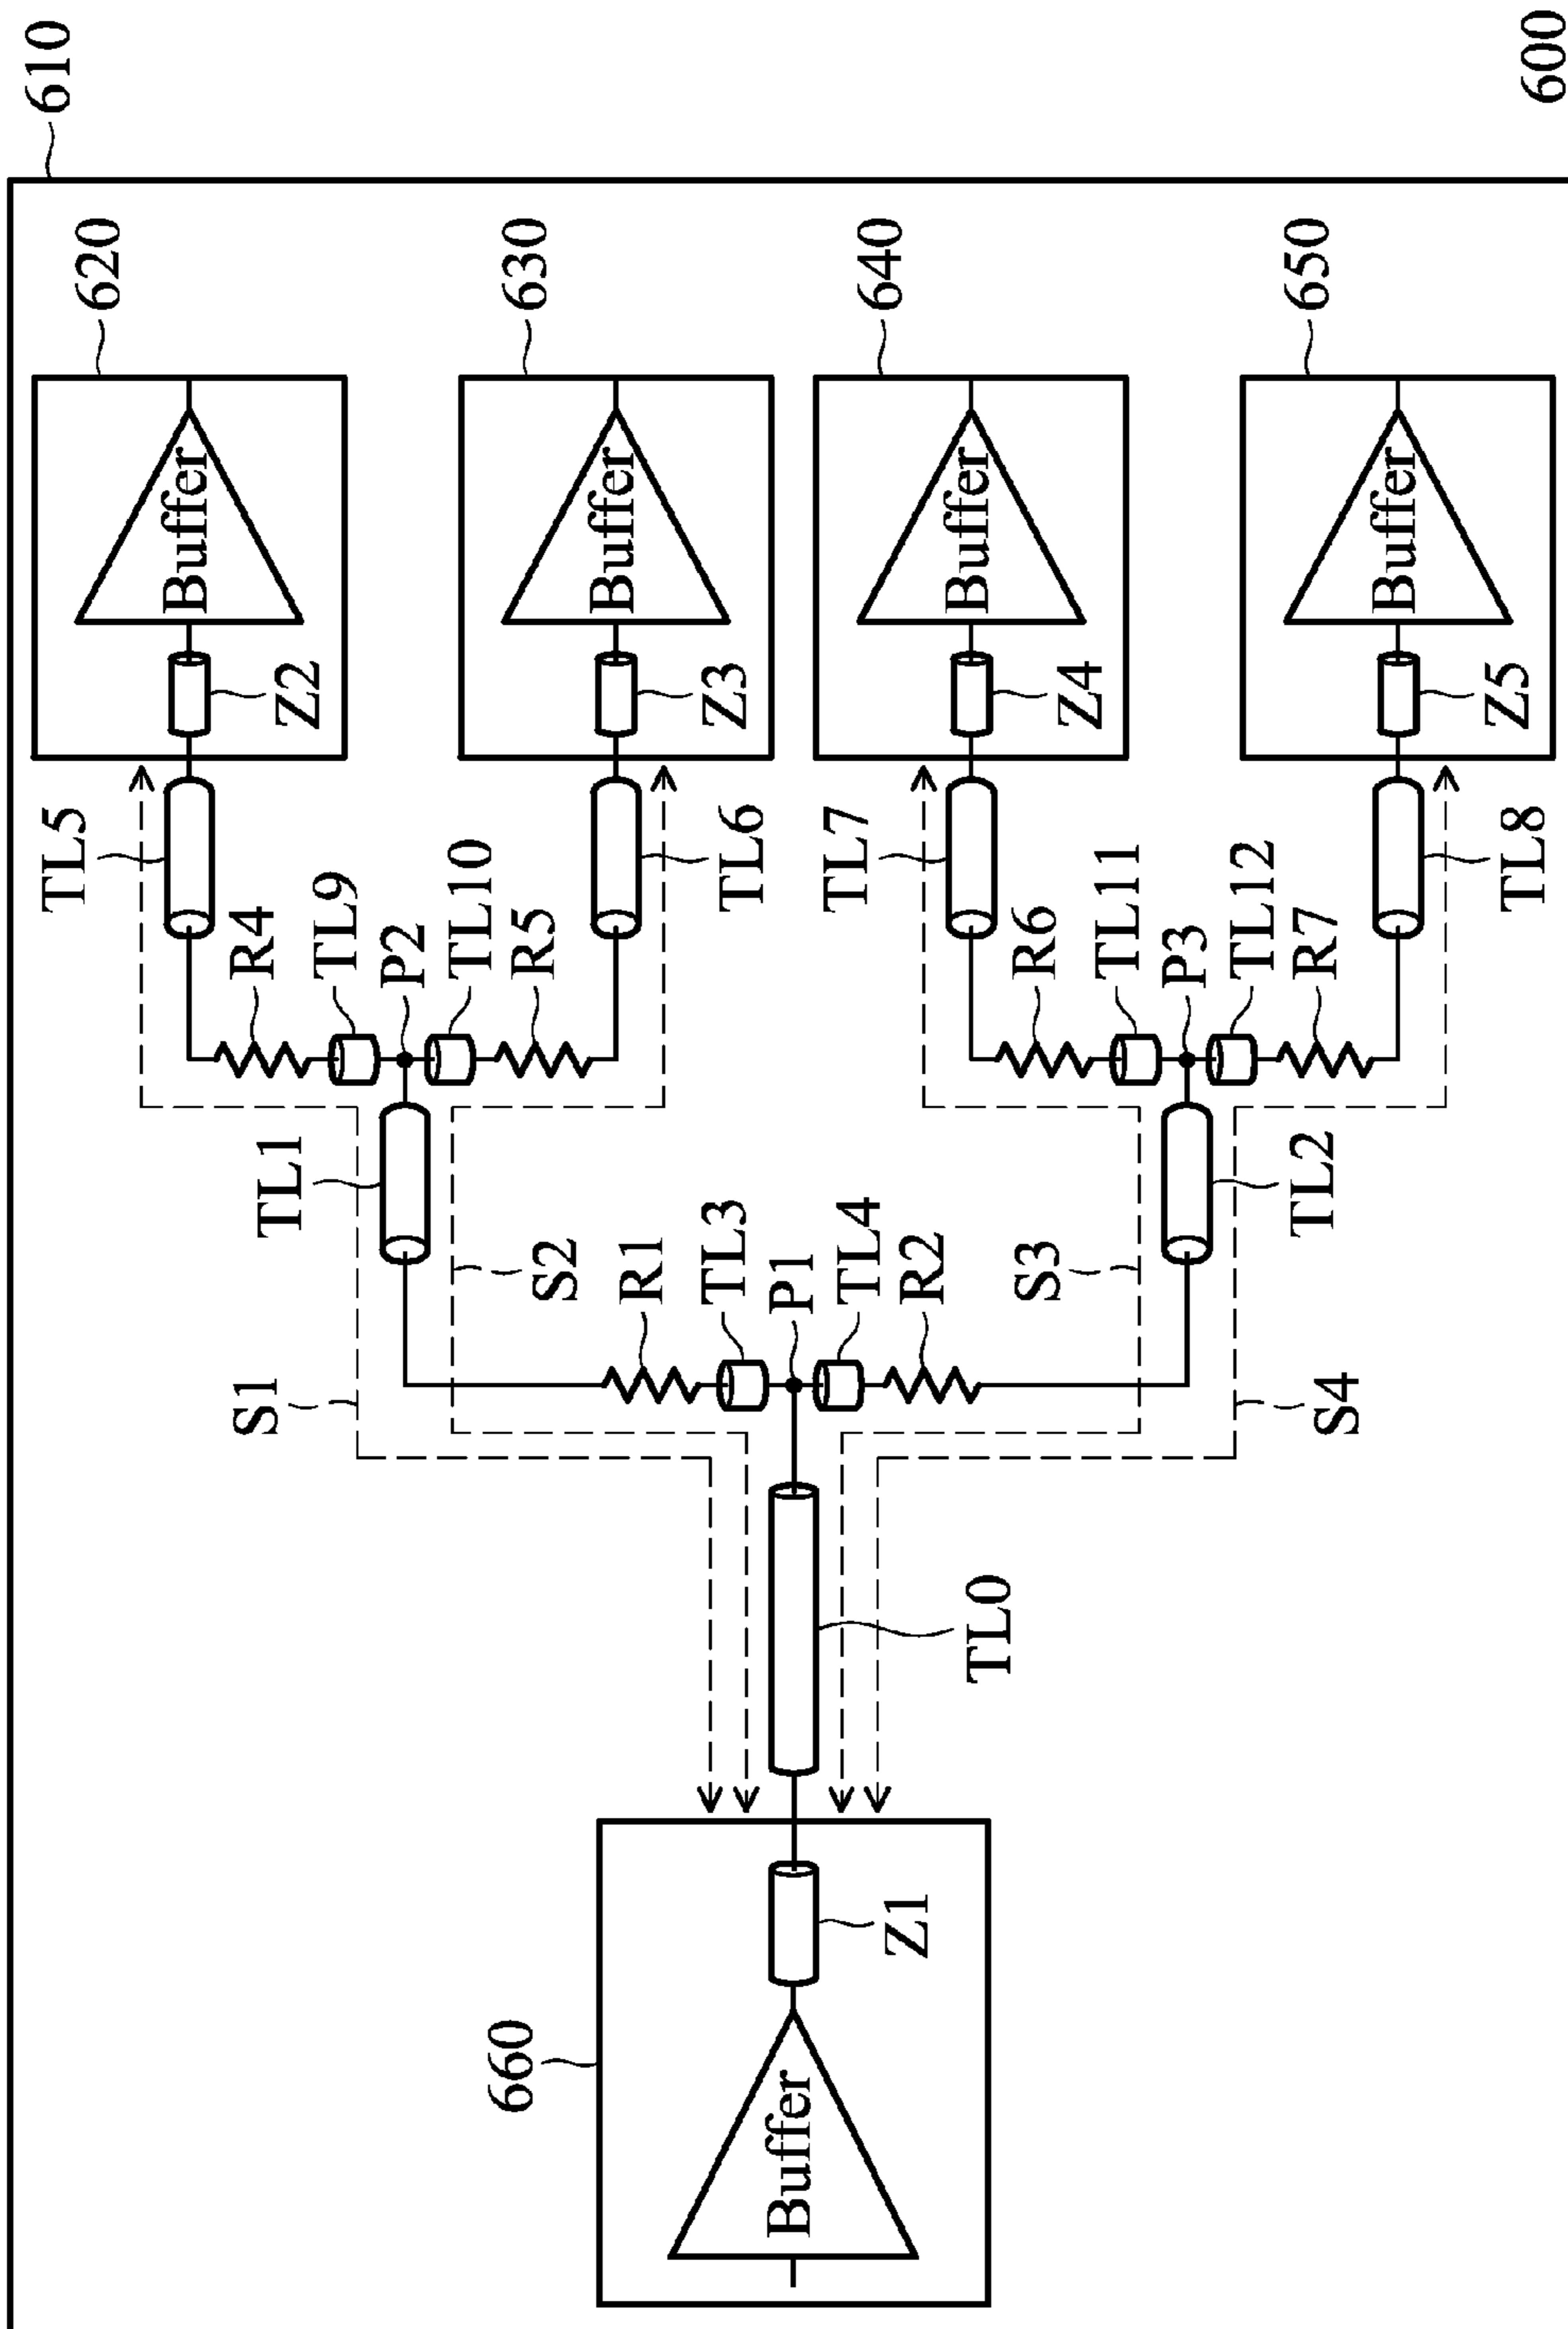 610
600
620
630
640
650
Buffer
Buffer
Buffer
Buffer
Z2
Z3
Z4
Z5
TL5
TL6
TL7
TL8
R4
TL9
P2
TL10
R5
R6
TL11
P3
TL12
R7
TL1
TL2
S2
R1
TL3
P1
TL4
R2
S3
S1
S4
TL0
Z1
660
Buffer